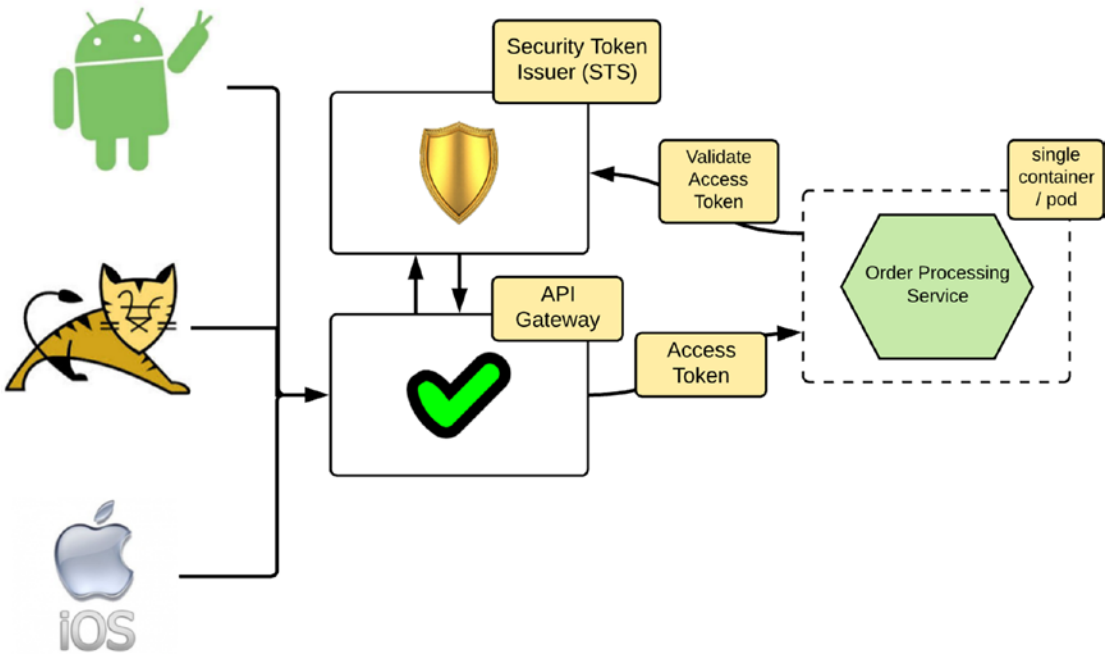 Security Token
Issuer (STS)
Validate
Access
Token
single
container
/ pod
Order Processing
Service
API
Gateway
Access
Token
iOS